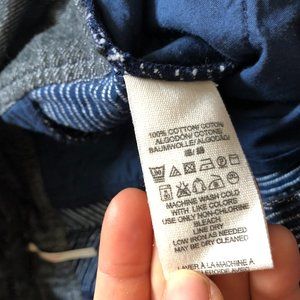 100% COTTON/COTON/
ALGODÓN/COTONE/
BAUMWOLLE/ALGODÃO/
MACHINE WASH COLD
WITH LIKE COLORS
USE ONLY NON-CHLORINE
BLEACH
LINE DRY
LOW IRON AS NEEDED
MAY BE DRY CLEANED
LAVER À LA MACHINE À